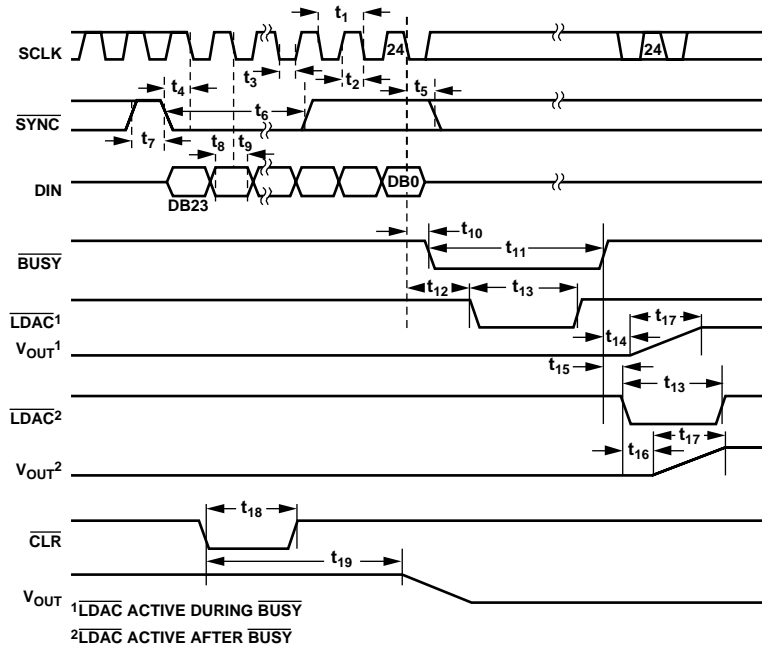 t1
SCLK
24
24
t3
t2
t4
t5
t6
SYNC
t7
t8
t9
DIN
DB23
DB0
t10
t11
BUSY
t12
t13
LDAC1
t17
VOUT1
t14
t15
t13
LDAC2
t17
t16
VOUT2
t18
CLR
t19
VOUT
1LDAC ACTIVE DURING BUSY
2LDAC ACTIVE AFTER BUSY